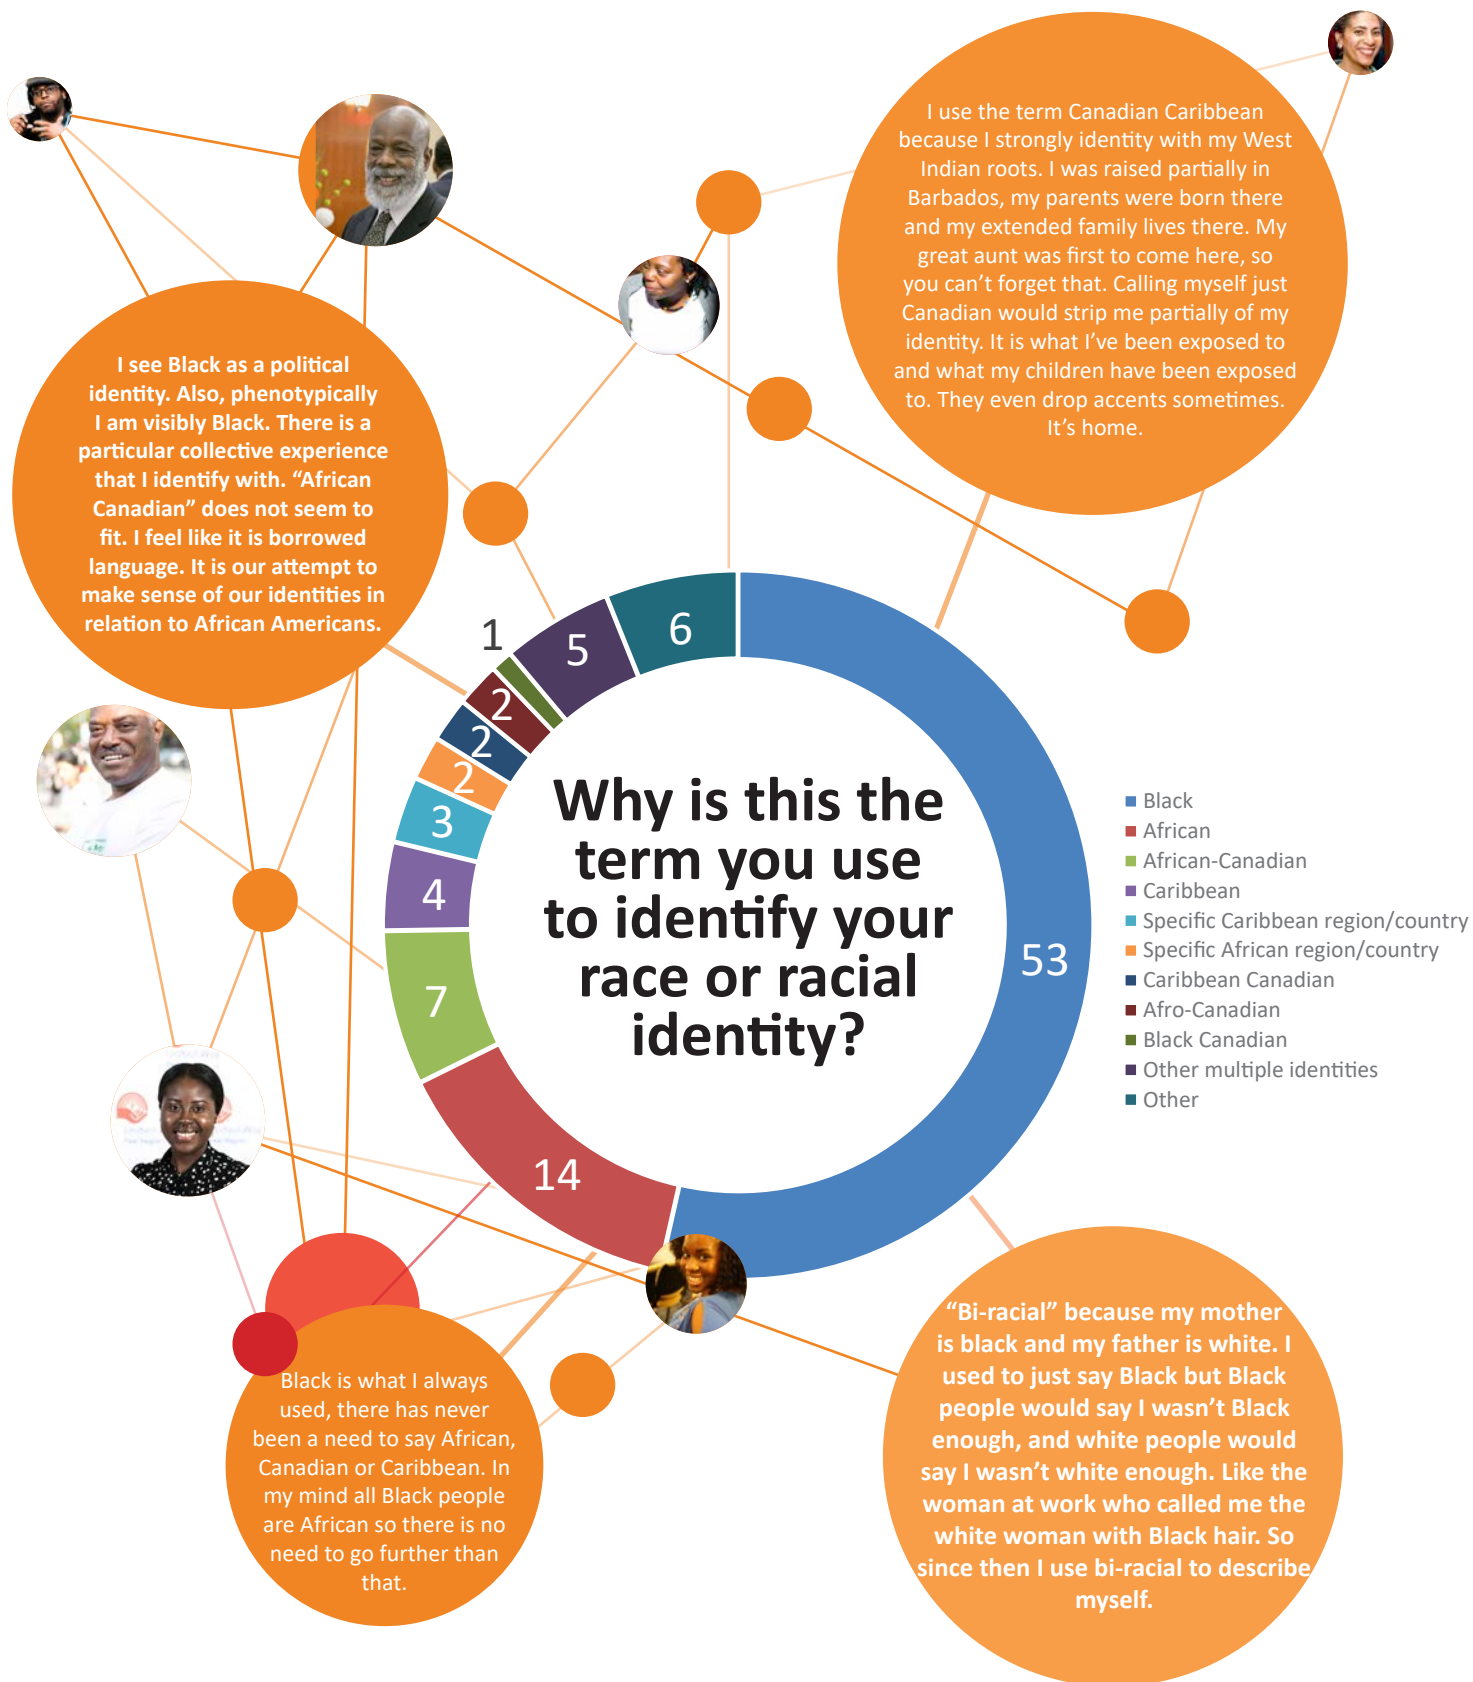 I use the term Canadian Caribbean
because I strongly identity with my West
Indian roots. I was raised partially in
Barbados, my parents were born there
and my extended family lives there. My
great aunt was first to come here, so
you can’t forget that. Calling myself just
Canadian would strip me partially of my
identity. It is what I’ve been exposed to
and what my children have been exposed
to. They even drop accents sometimes.
It’s home.
I see Black as a political
identity. Also, phenotypically
I am visibly Black. There is a
particular collective experience
that I identify with. “African
Canadian” does not seem to
fit. I feel like it is borrowed
language. It is our attempt to
make sense of our identities in
relation to African Americans.
1
5
6
2
2
2
3
4
7
14
53
Why is this the
term you use
to identify your
race or racial
identity?
Black
African
African-Canadian
Caribbean
Specific Caribbean region/country
Specific African region/country
Caribbean Canadian
Afro-Canadian
Black Canadian
Other multiple identities
Other
Black is what I always
used, there has never
been a need to say African,
Canadian or Caribbean. In
my mind all Black people
are African so there is no
need to go further than
that.
“Bi-racial” because my mother
is black and my father is white. I
used to just say Black but Black
people would say I wasn’t Black
enough, and white people would
say I wasn’t white enough. Like the
woman at work who called me the
white woman with Black hair. So
since then I use bi-racial to describe
myself.